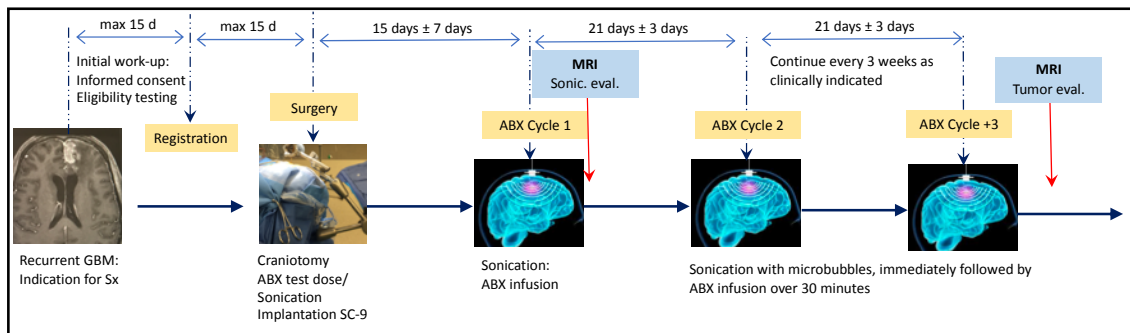 max 15 d
max 15 d
15 days ± 7 days
21 days ± 3 days
21 days ± 3 days
Initial work-up:
Informed consent
Eligibility testing
MRI
Sonic. eval.
Continue every 3 weeks as
clinically indicated
MRI
Tumor eval.
Registration
Surgery
ABX Cycle 1
ABX Cycle 2
ABX Cycle +3
Recurrent GBM:
Indication for Sx
Craniotomy
ABX test dose/
Sonication
Implantation SC-9
Sonication:
ABX infusion
Sonication with microbubbles, immediately followed by
ABX infusion over 30 minutes